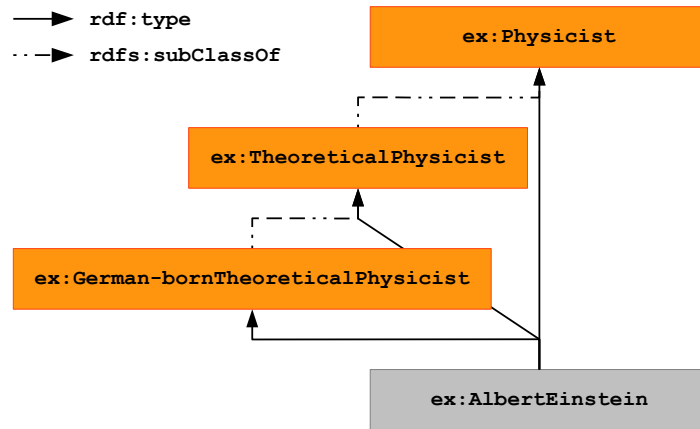 rdf:type
rdfs:subClassOf
ex:Physicist
ex:TheoreticalPhysicist
ex:German-bornTheoreticalPhysicist
ex:AlbertEinstein